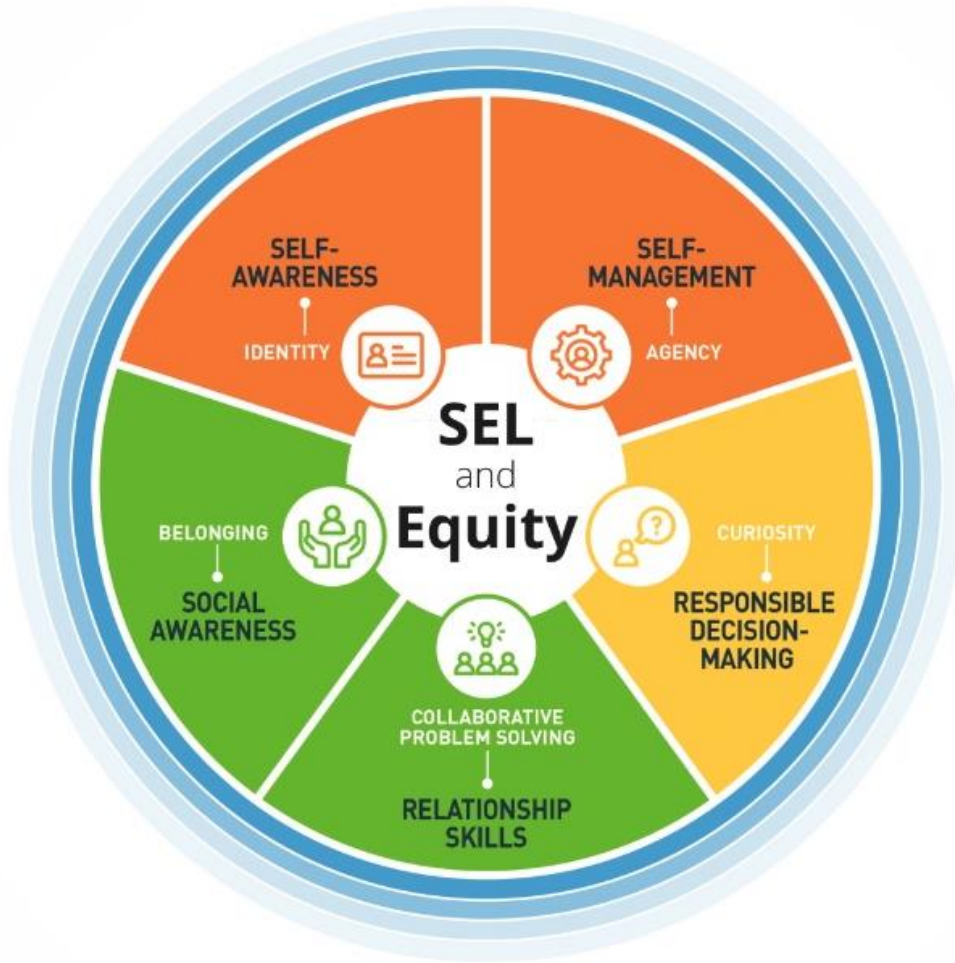 SELF-
AWARENESS
IDENTITY
SELF-
MANAGEMENT
AGENCY
SEL
and
Equity
BELONGING
SOCIAL
AWARENESS
CURIOSITY
RESPONSIBLE
DECISION-
MAKING
?
COLLABORATIVE
PROBLEM SOLVING
RELATIONSHIP
SKILLS